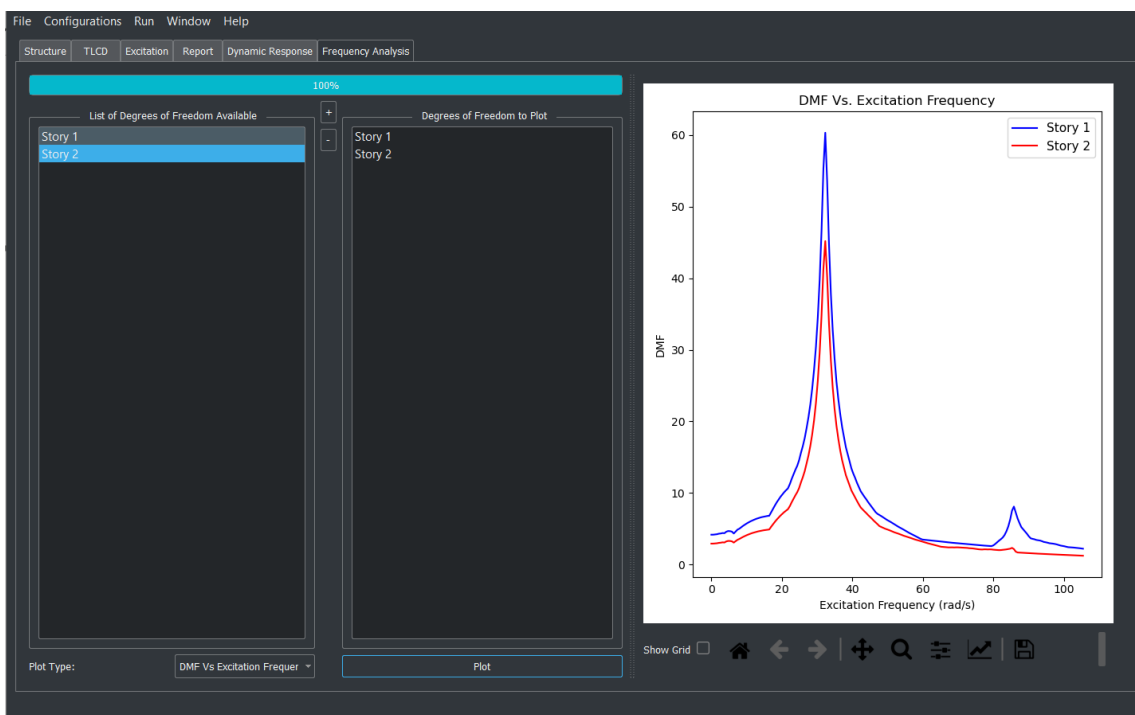 File Configurations Run Window Help
Structure TLCD Excitation Report Dynamic Response Frequency Analysis
100%
List of Degrees of Freedom Available
+
-
Degrees of Freedom to Plot
Story 1
Story 2
Story 1
Story 2
Plot Type:
DMF Vs Excitation Frequer
Plot
DMF Vs. Excitation Frequency
Story 1
Story 2
DMF
60
50
40
30
20
10
0
0 20 40 60 80 100
Excitation Frequency (rad/s)
Show Grid